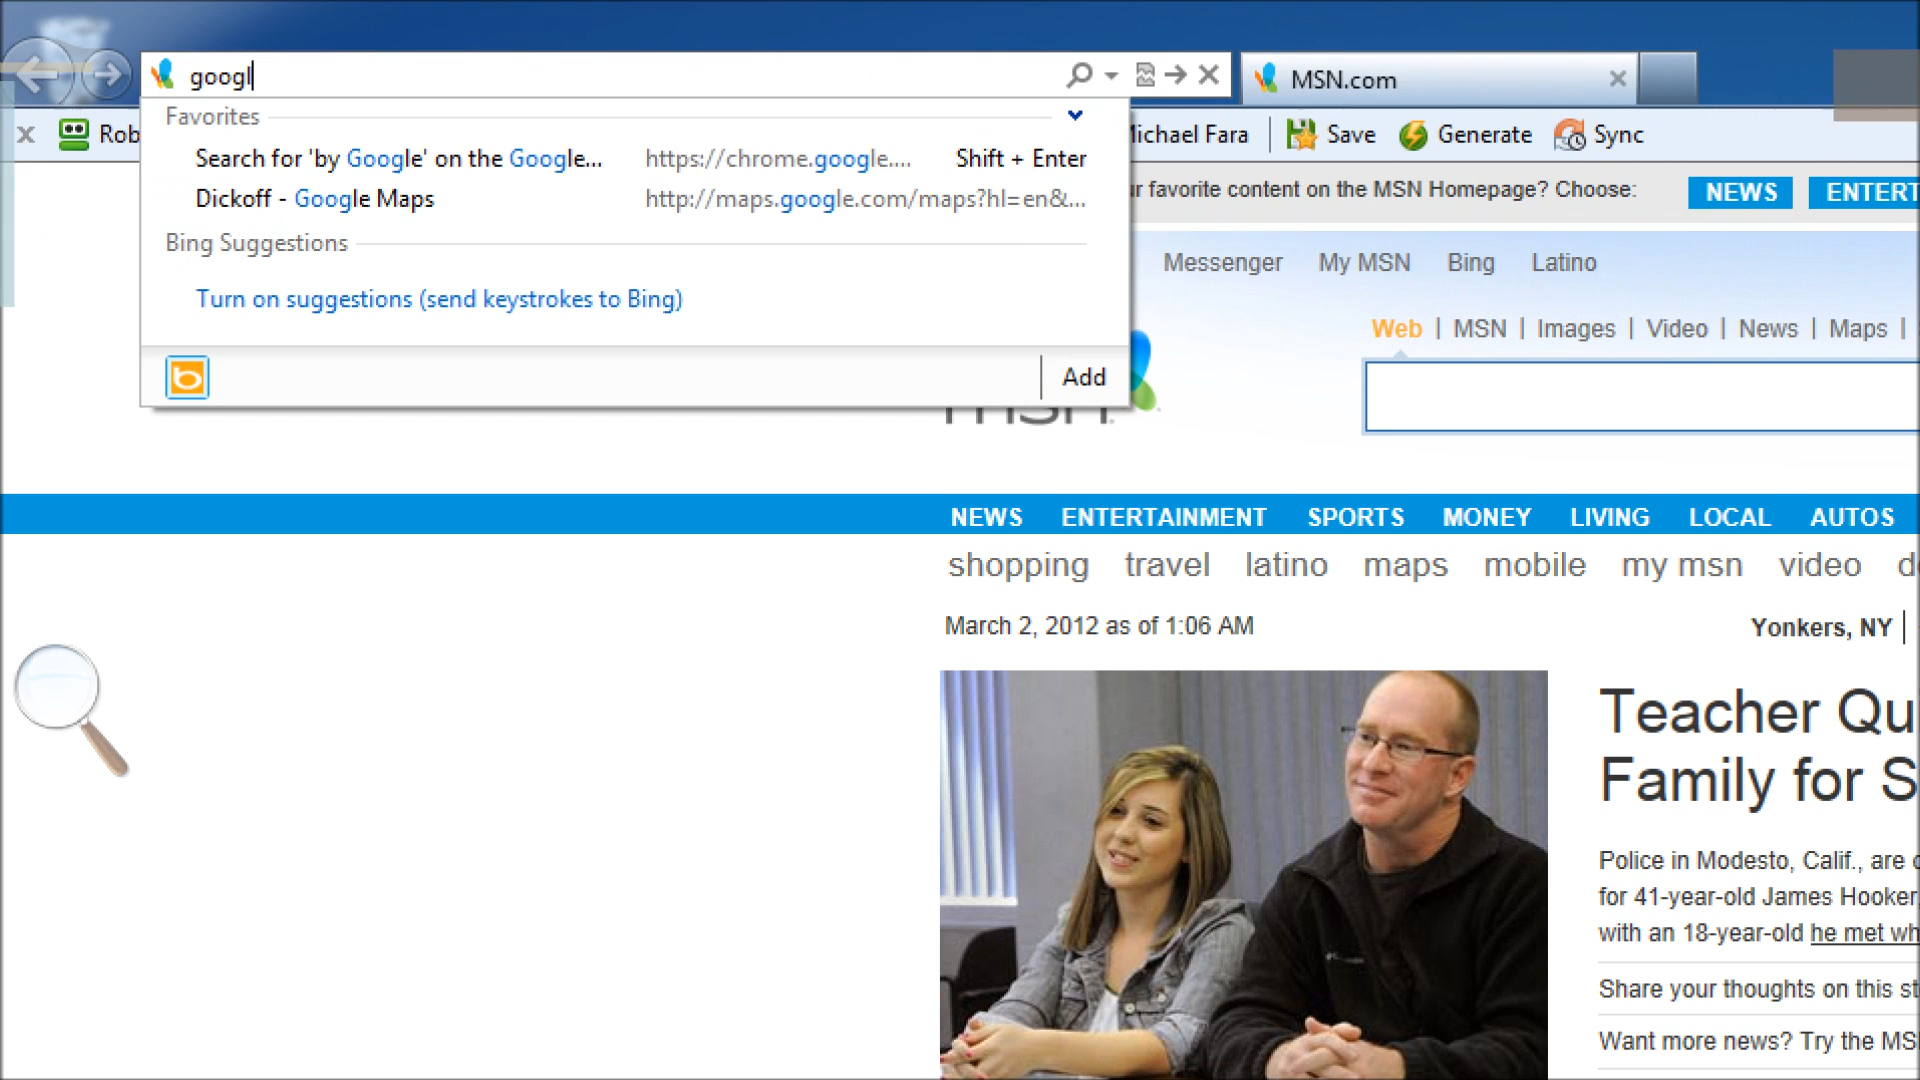 googl
MSN.com
Favorites
Search for 'by Google' on the Google... https://chrome.google.... Shift + Enter
Dickoff - Google Maps http://maps.google.com/maps?hl=en&...
Bing Suggestions
Turn on suggestions (send keystrokes to Bing)
Add
Rob
Michael Fara Save Generate Sync
ur favorite content on the MSN Homepage? Choose: NEWS ENTERT
Messenger My MSN Bing Latino
Web | MSN | Images | Video | News | Maps |
msn
NEWS ENTERTAINMENT SPORTS MONEY LIVING LOCAL AUTOS
shopping travel latino maps mobile my msn video d
March 2, 2012 as of 1:06 AM
Yonkers, NY |
Teacher Qu
Family for S
Police in Modesto, Calif., are
for 41-year-old James Hooker,
with an 18-year-old he met wh
Share your thoughts on this st
Want more news? Try the MS